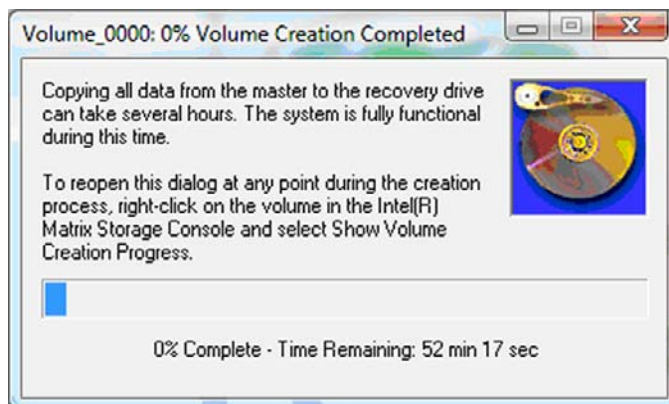 Volume_0000: 0% Volume Creation Completed
Copying all data from the master to the recovery drive
can take several hours. The system is fully functional
during this time.
To reopen this dialog at any point during the creation
process, right-click on the volume in the Intel(R)
Matrix Storage Console and select Show Volume
Creation Progress.
0% Complete - Time Remaining: 52 min 17 sec